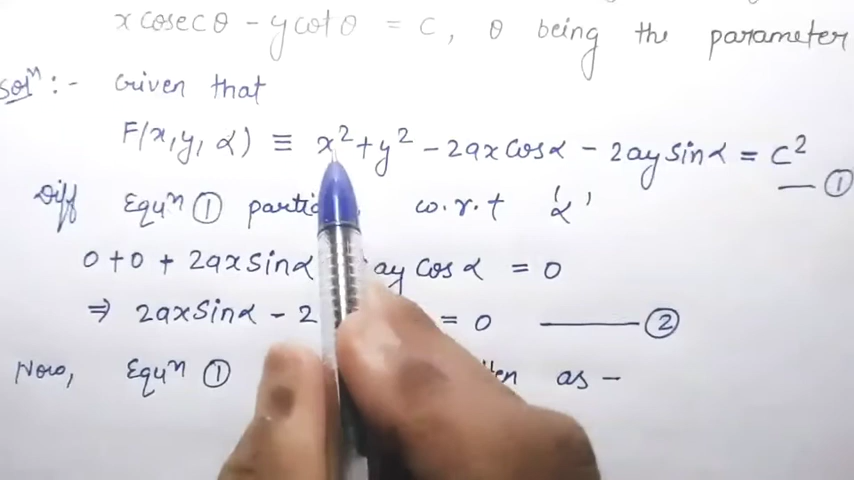 x cosec θ - y cot θ = c, θ being the parameter
Solⁿ :- Given that
F(x, y, α) ≡ x² + y² - 2ax cos α - 2ay sin α = c² — ①
Diff Equⁿ ① w.r.t 'α'
0 + 0 + 2ax sin α ay cos α = 0
⇒ 2ax sin α - 2 = 0 — ②
Now, Equⁿ ① as -